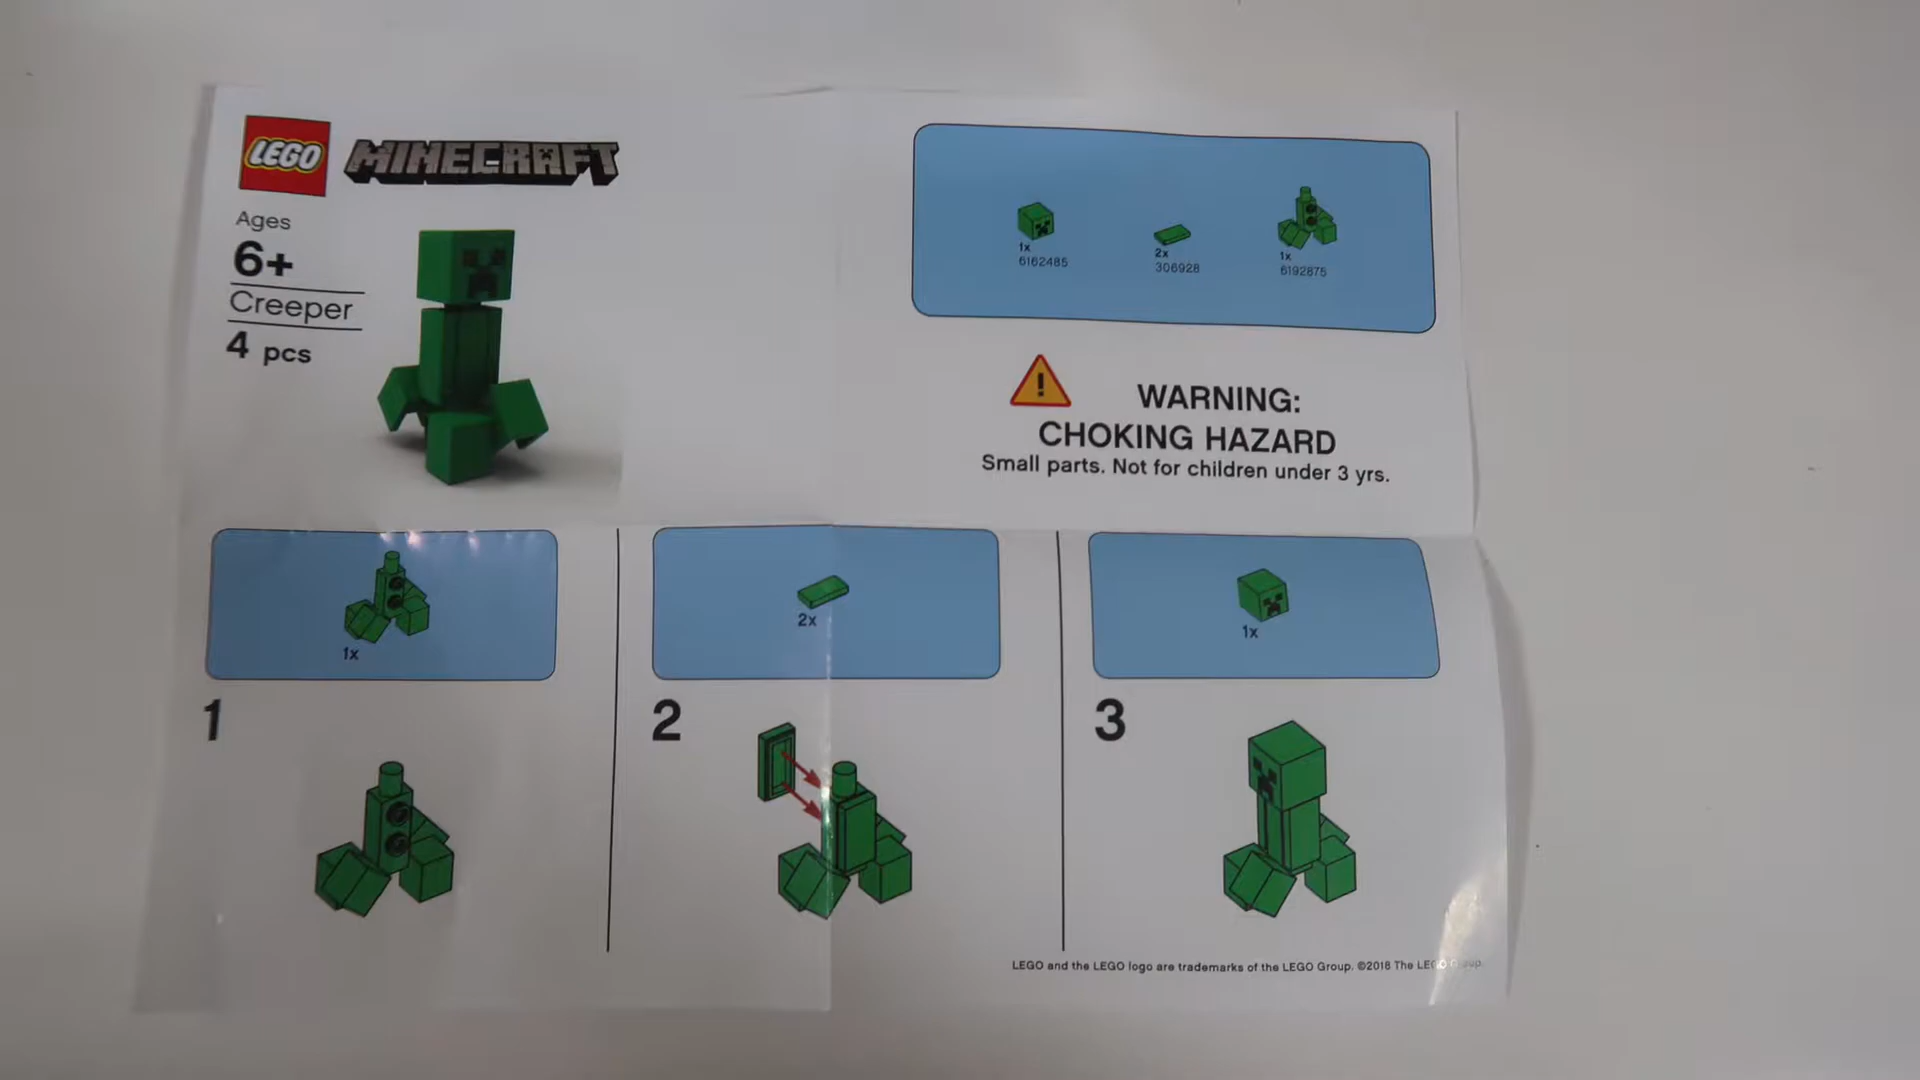 LEGO MINECRAFT
Ages
6+
Creeper
4 pcs
1x
6162485
2x
306928
1x
6192875
WARNING:
CHOKING HAZARD
Small parts. Not for children under 3 yrs.
1x
1
2x
2
1x
3
LEGO and the LEGO logo are trademarks of the LEGO Group. ©2018 The LEGO Group.